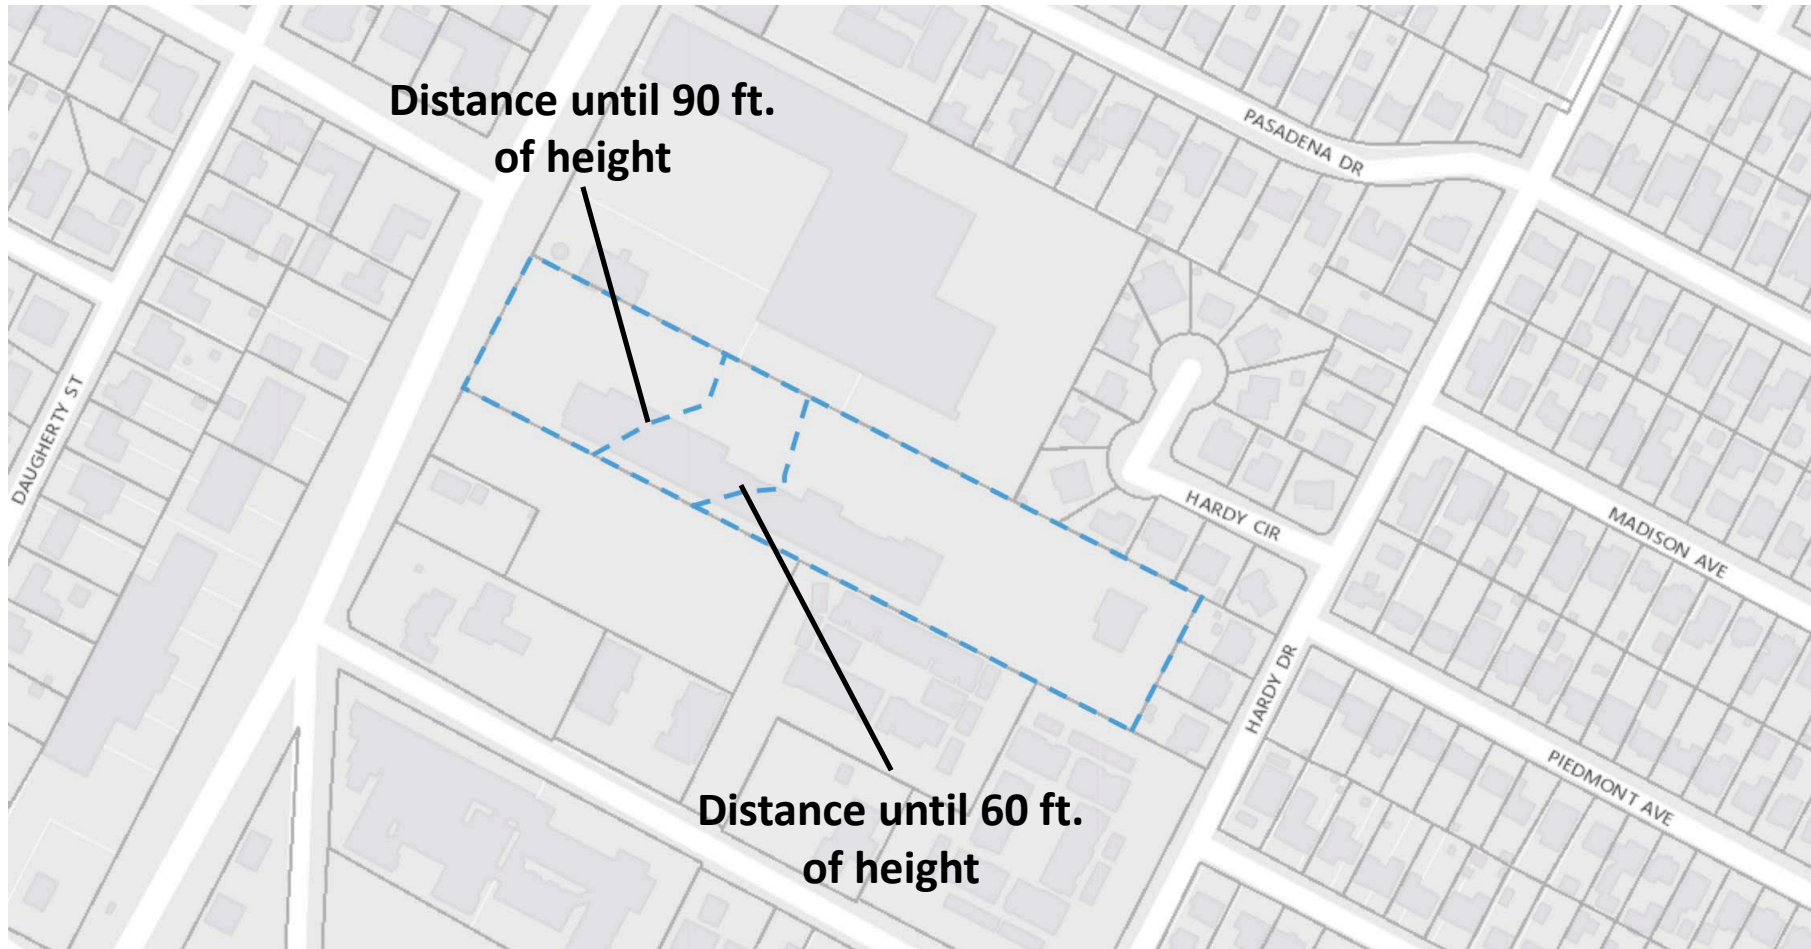 Distance until 90 ft.
of height
PASADENA DR
DAUGHERTY ST
HARDY CIR
MADISON AVE
HARDY DR
PIEDMONT AVE
Distance until 60 ft.
of height